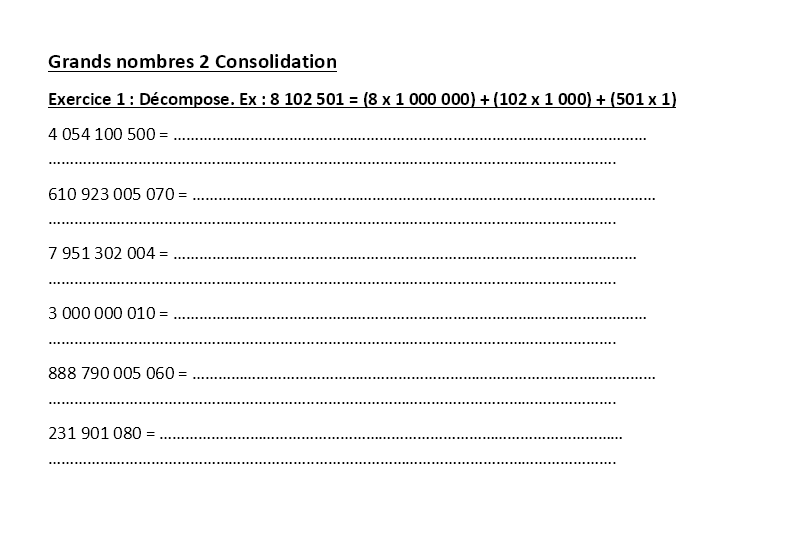 Grands nombres 2 Consolidation
Exercice 1 : Décompose. Ex : 8 102 501 = (8 x 1 000 000) + (102 x 1 000) + (501 x 1)
4 054 100 500 = ……………………………………………………………………………………………………………
……………………………………………………………………………………………………………………………………
610 923 005 070 = ……………………………………………………………………………………………………………
……………………………………………………………………………………………………………………………………
7 951 302 004 = ……………………………………………………………………………………………………………
……………………………………………………………………………………………………………………………………
3 000 000 010 = ……………………………………………………………………………………………………………
……………………………………………………………………………………………………………………………………
888 790 005 060 = ……………………………………………………………………………………………………………
……………………………………………………………………………………………………………………………………
231 901 080 = ……………………………………………………………………………………………………………
……………………………………………………………………………………………………………………………………